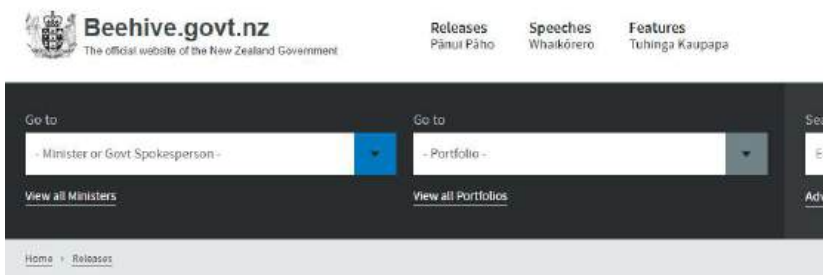 Beehive.govt.nz
The official website of the New Zealand Government
Releases Speeches Features
Pānui Pāho Whaikōrero Tuhinga Kaupapa
Go to Go to
- Minister or Govt Spokesperson - - Portfolio -
View all Ministers View all Portfolios
Home › Releases